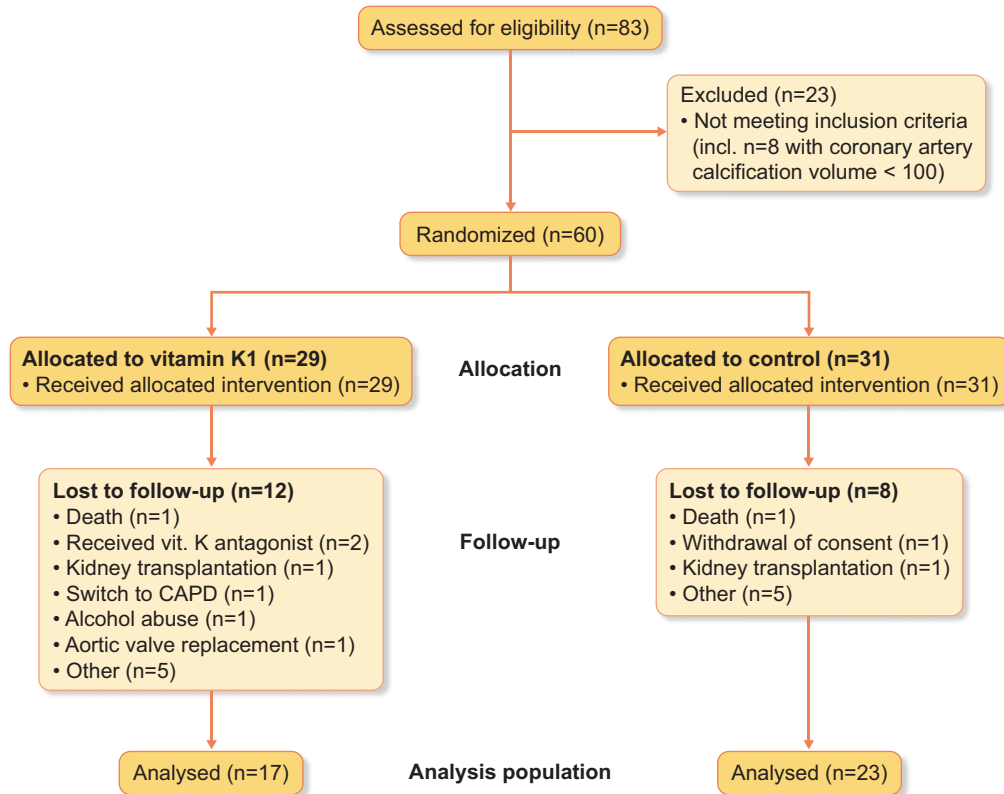 Assessed for eligibility (n=83)
Excluded (n=23)
• Not meeting inclusion criteria
(incl. n=8 with coronary artery
calcification volume < 100)
Randomized (n=60)
Allocated to vitamin K1 (n=29)
• Received allocated intervention (n=29)
Allocation
Allocated to control (n=31)
• Received allocated intervention (n=31)
Lost to follow-up (n=12)
• Death (n=1)
• Received vit. K antagonist (n=2)
• Kidney transplantation (n=1)
• Switch to CAPD (n=1)
• Alcohol abuse (n=1)
• Aortic valve replacement (n=1)
• Other (n=5)
Follow-up
Lost to follow-up (n=8)
• Death (n=1)
• Withdrawal of consent (n=1)
• Kidney transplantation (n=1)
• Other (n=5)
Analysed (n=17)
Analysis population
Analysed (n=23)